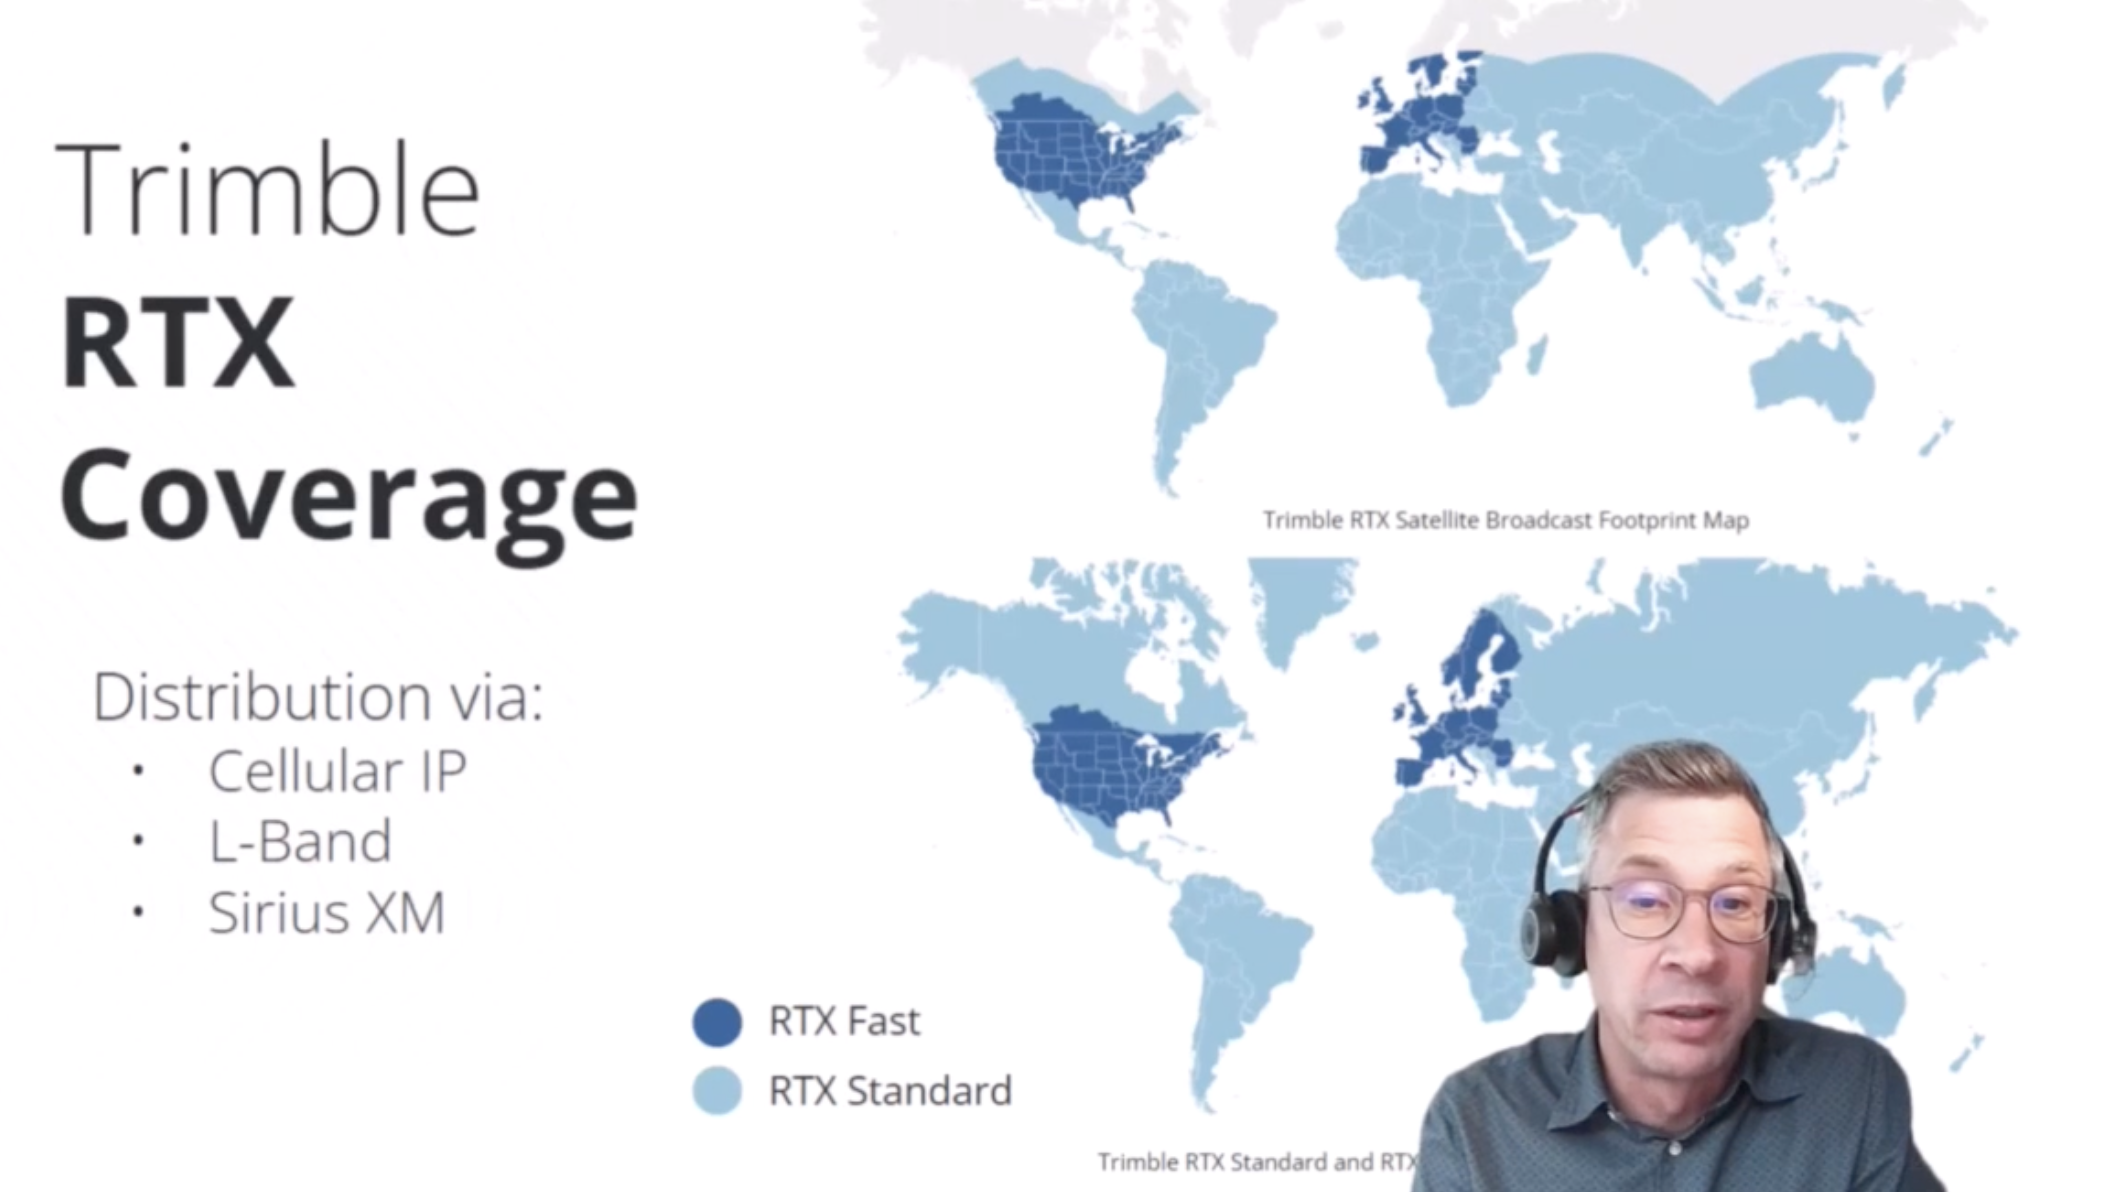 Trimble
RTX
Coverage
Distribution via:
• Cellular IP
• L-Band
• Sirius XM
Trimble RTX Satellite Broadcast Footprint Map
RTX Fast
RTX Standard
Trimble RTX Standard and RTX